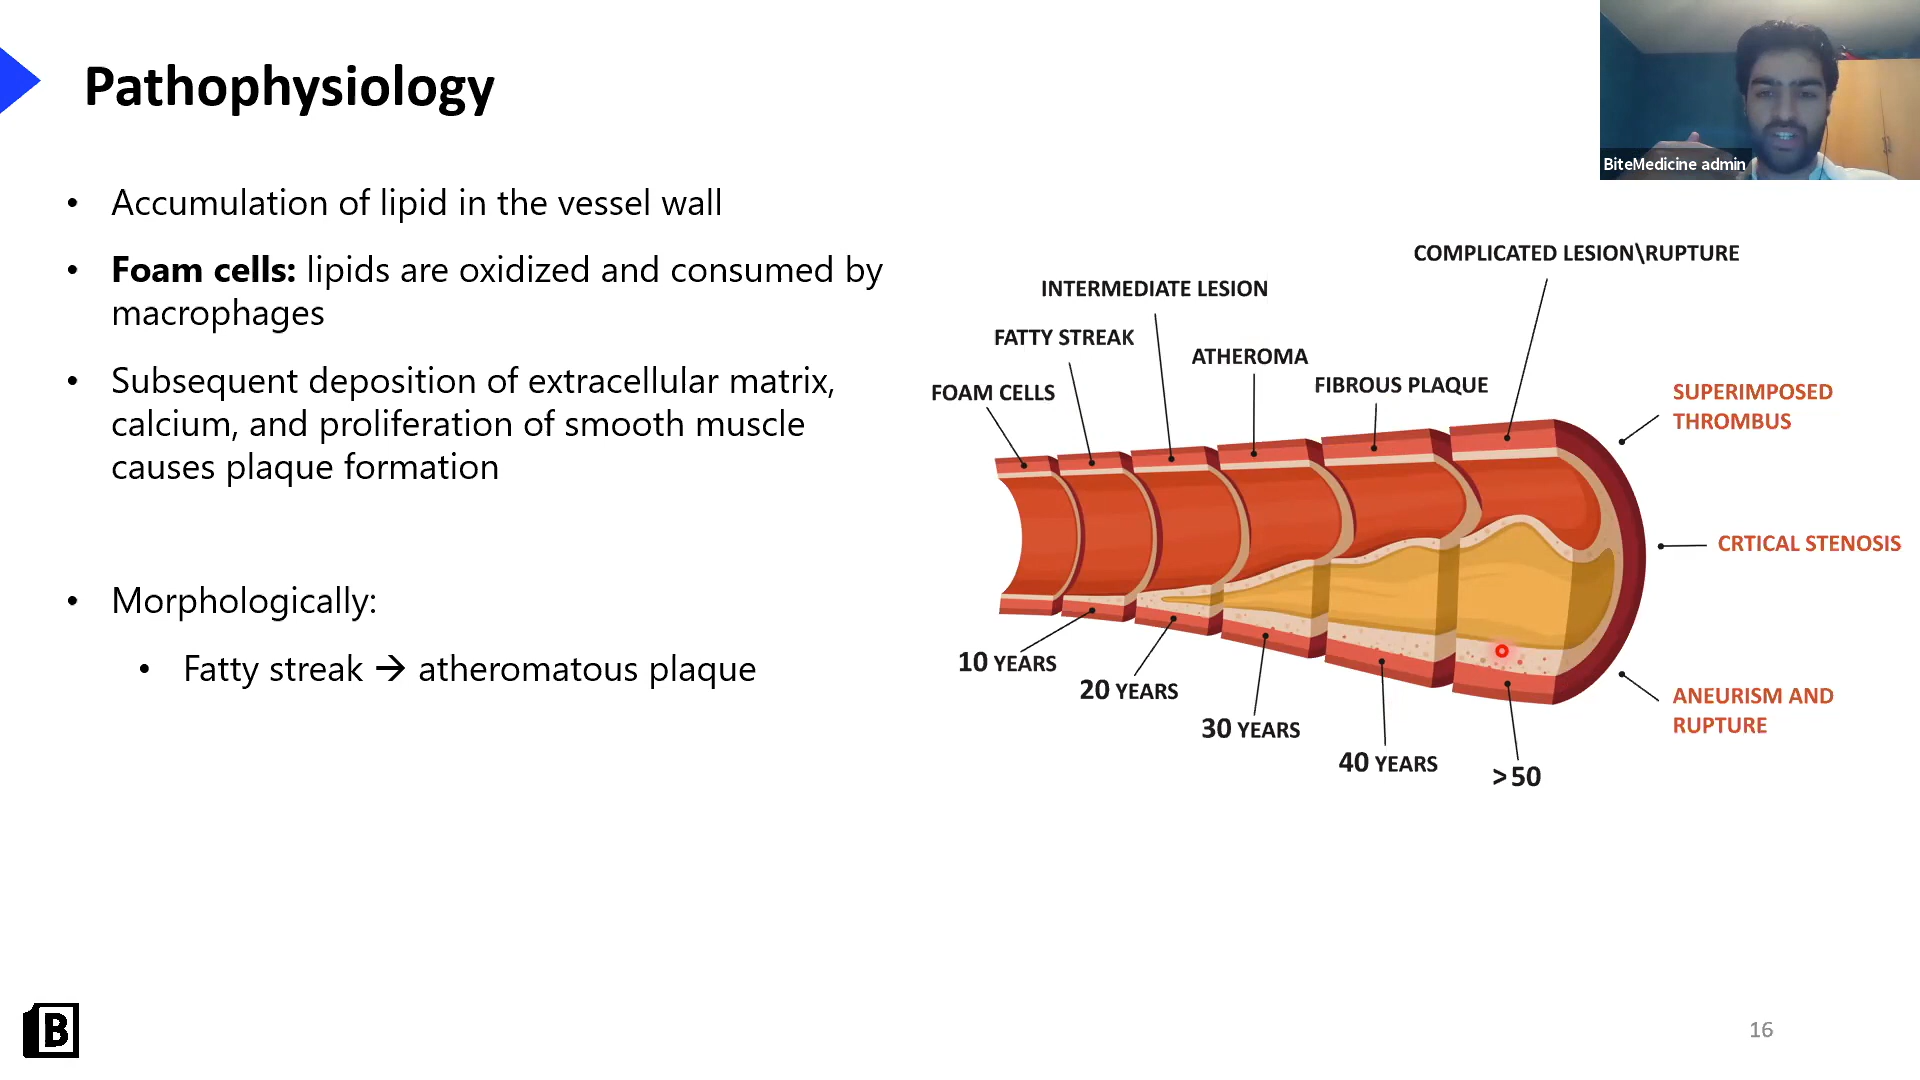 Pathophysiology
BiteMedicine admin
• Accumulation of lipid in the vessel wall
• Foam cells: lipids are oxidized and consumed by
macrophages
• Subsequent deposition of extracellular matrix,
calcium, and proliferation of smooth muscle
causes plaque formation
• Morphologically:
• Fatty streak → atheromatous plaque
COMPLICATED LESION\RUPTURE
INTERMEDIATE LESION
FATTY STREAK
ATHEROMA
FIBROUS PLAQUE
FOAM CELLS
SUPERIMPOSED
THROMBUS
CRTICAL STENOSIS
ANEURISM AND
RUPTURE
10 YEARS
20 YEARS
30 YEARS
40 YEARS
>50
B
16